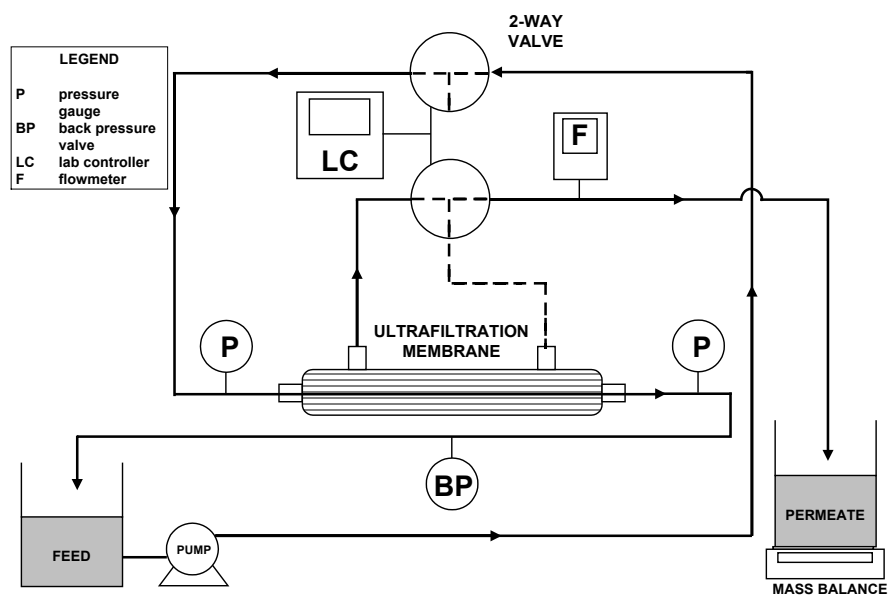 2-WAY
VALVE
LEGEND
P pressure
gauge
BP back pressure
valve
LC lab controller
F flowmeter
LC
F
ULTRAFILTRATION
MEMBRANE
P
P
BP
FEED
PUMP
PERMEATE
MASS BALANCE